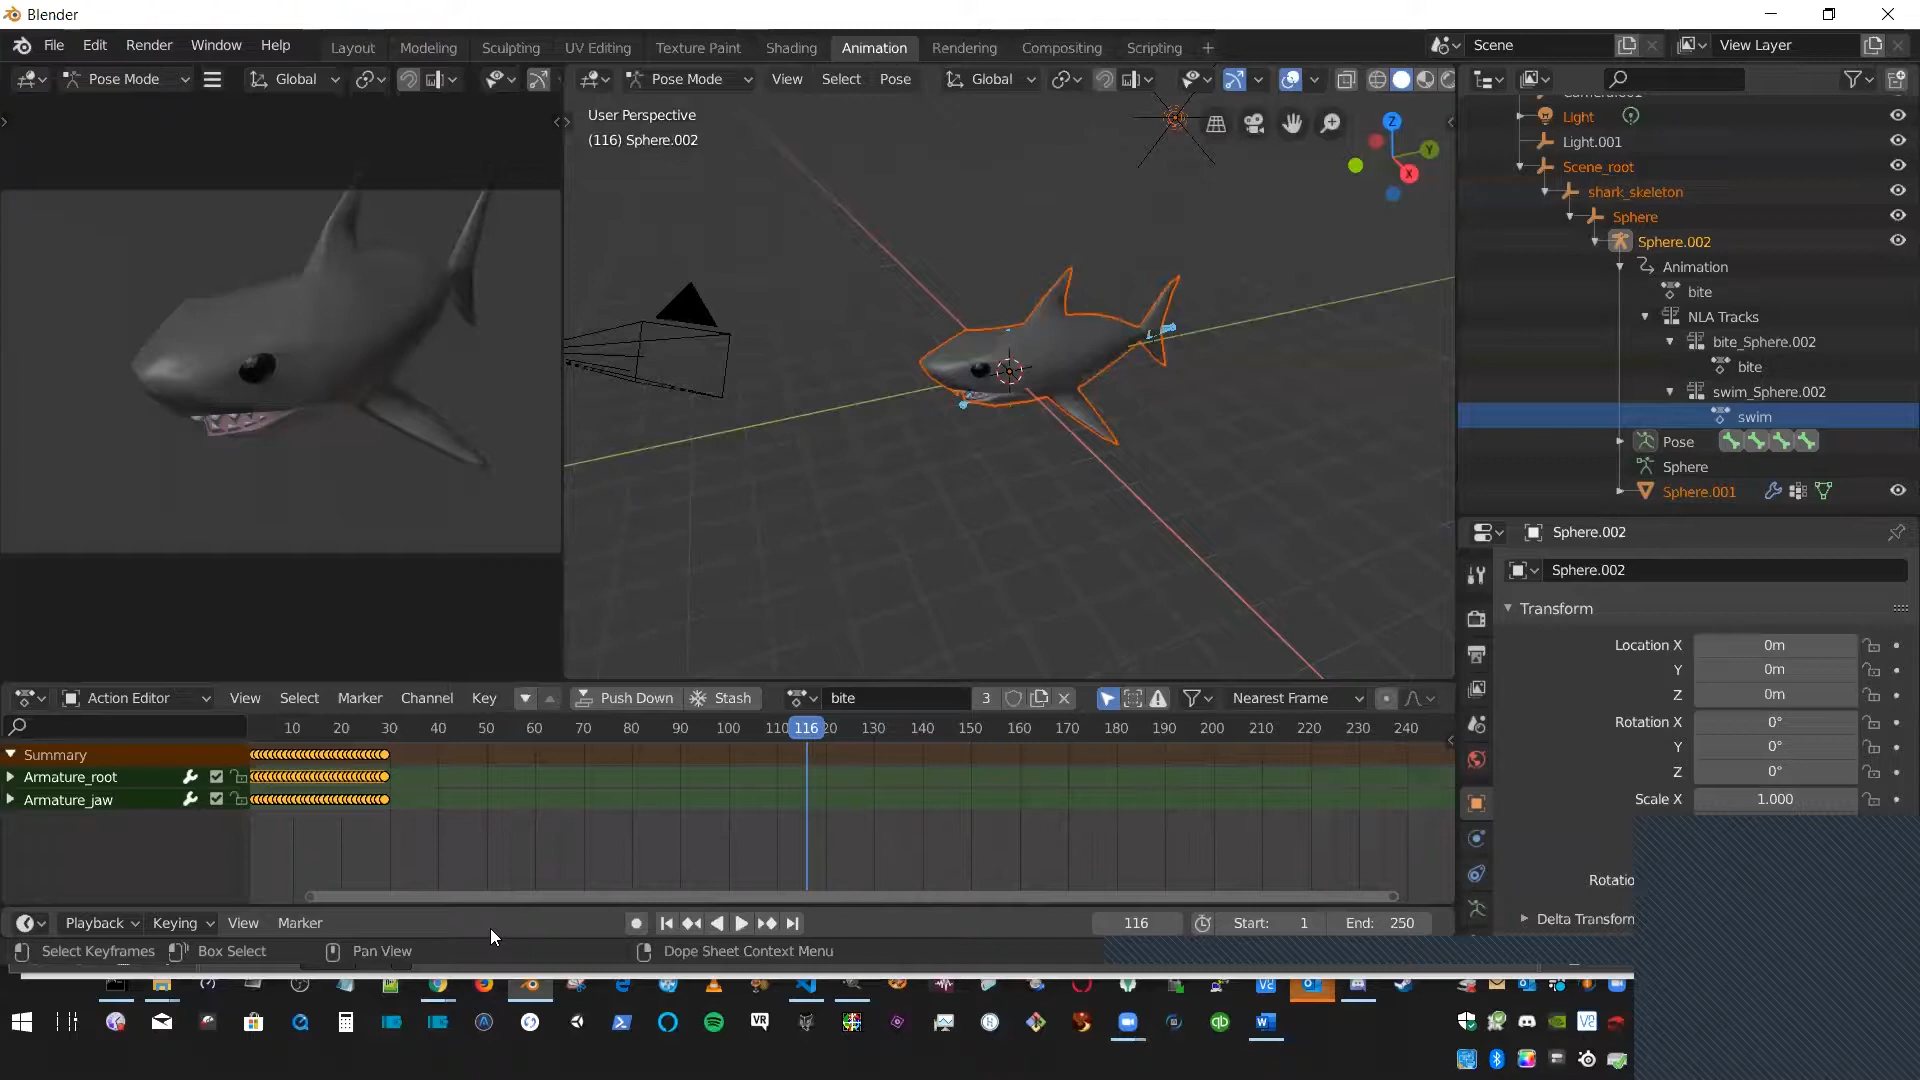 Blender
File Edit Render Window Help Layout Modeling Sculpting UV Editing Texture Paint Shading Animation Rendering Compositing Scripting + Scene View Layer
Pose Mode Global Pose Mode View Select Pose Global
User Perspective
(116) Sphere.002
Z
Y
X
Light
Light.001
Scene_root
shark_skeleton
Sphere
Sphere.002
Animation
bite
NLA Tracks
bite_Sphere.002
bite
swim_Sphere.002
swim
Pose
Sphere
Sphere.001
Sphere.002
Sphere.002
Transform
Location X 0m
Y 0m
Z 0m
Rotation X 0°
Y 0°
Z 0°
Scale X 1.000
Rotatio
Delta Transform
Action Editor View Select Marker Channel Key Push Down Stash bite 3 Nearest Frame
10 20 30 40 50 60 70 80 90 100 110 116 20 130 140 150 160 170 180 190 200 210 220 230 240
Summary
Armature_root
Armature_jaw
Playback Keying View Marker 116 Start: 1 End: 250
Select Keyframes Box Select Pan View Dope Sheet Context Menu
VR